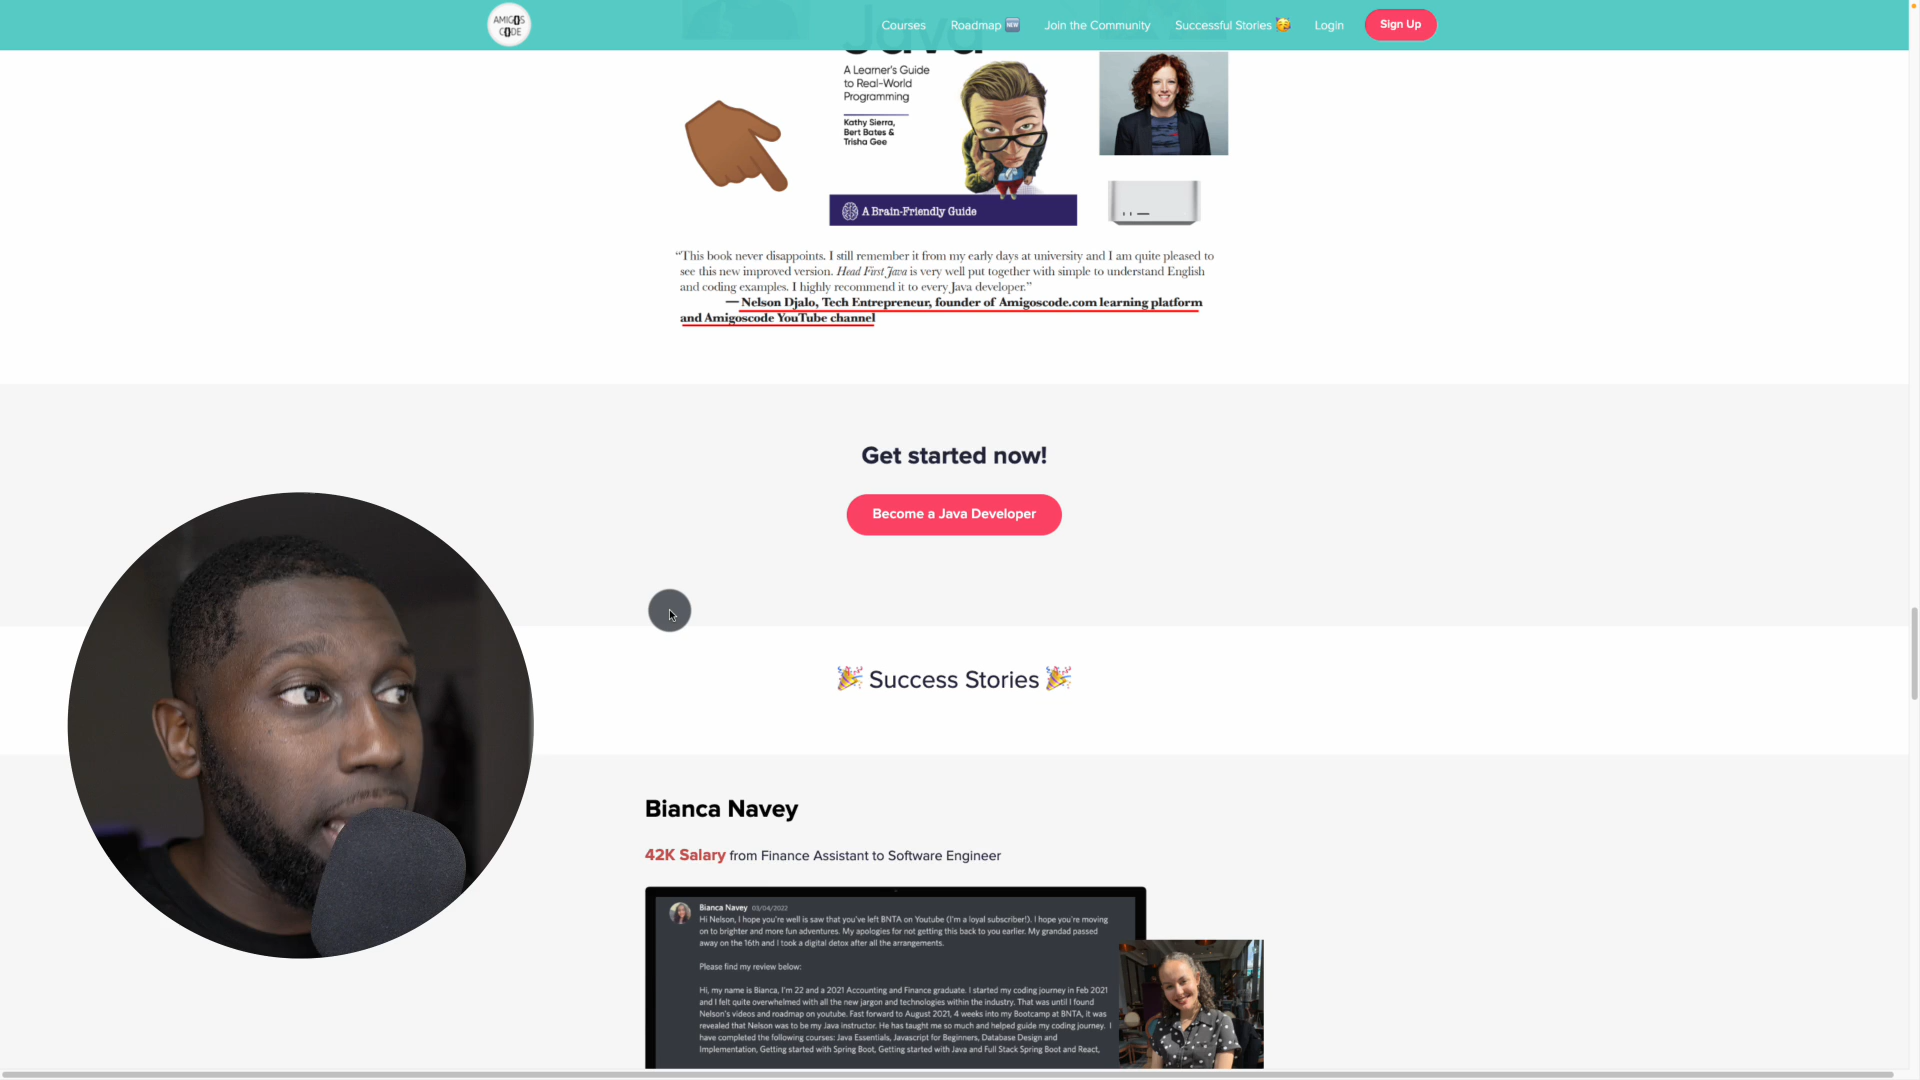 AMIGOS
CODE
Courses
Roadmap
Join the Community
Successful Stories
Login
Sign Up
Java
A Learner's Guide
to Real-World
Programming
Kathy Sierra,
Bert Bates &
Trisha Gee
A Brain-Friendly Guide
“This book never disappoints. I still remember it from my early days at university and I am quite pleased to
see this new improved version. Head First Java is very well put together with simple to understand English
and coding examples. I highly recommend it to every Java developer.”
— Nelson Djalo, Tech Entrepreneur, founder of Amigoscode.com learning platform
and Amigoscode YouTube channel
Get started now!
Become a Java Developer
🎉 Success Stories 🎉
Bianca Navey
42K Salary from Finance Assistant to Software Engineer
Bianca Navey 03/04/2022
Hi Nelson, I hope you're well is saw that you've left BNTA on Youtube (I'm a loyal subscriber!). I hope you're moving
on to brighter and more fun adventures. My apologies for not getting this back to you earlier. My grandad passed
away on the 16th and I took a digital detox after all the arrangements.
Please find my review below:
Hi, my name is Bianca, I'm 22 and a 2021 Accounting and Finance graduate. I started my coding journey in Feb 2021
and I felt quite overwhelmed with all the new jargon and technologies within the industry. That was until I found
Nelson's videos and roadmap on youtube. Fast forward to August 2021, 4 weeks into my Bootcamp at BNTA, it was
revealed that Nelson was to be my Java instructor. He has taught me so much and helped guide my coding journey. I
have completed the following courses: Java Essentials, Javascript for Beginners, Database Design and
Implementation, Getting started with Spring Boot, Getting started with Java and Full Stack Spring Boot and React,